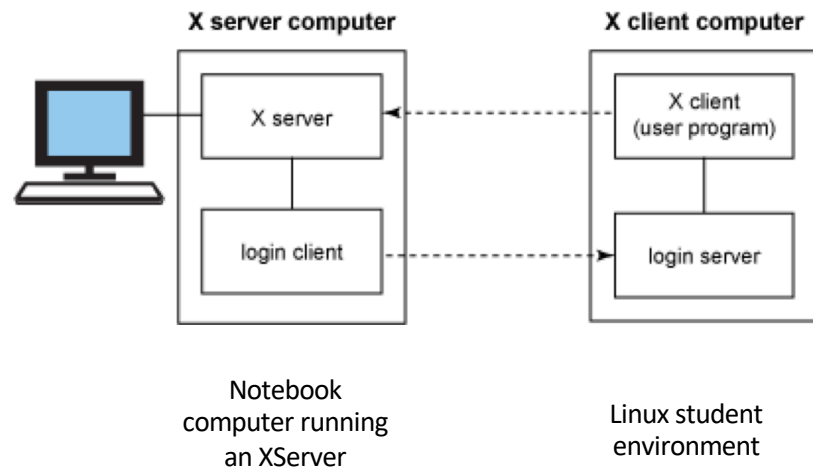 X server computer
X client computer
X server
X client
(user program)
login client
login server
Notebook
computer running
an XServer
Linux student
environment